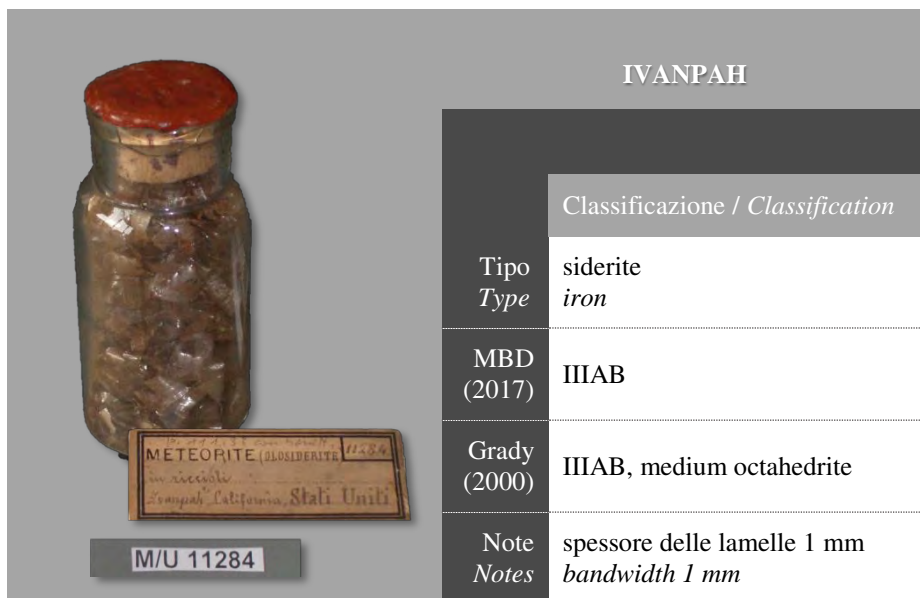 IVANPAH
Classificazione / Classification
Tipo
Type
siderite
iron
MBD
(2017)
IIIAB
Grady
(2000)
IIIAB, medium octahedrite
Note
Notes
spessore delle lamelle 1 mm
bandwidth 1 mm
METEORITE (OLOSIDERITE
11284
in riccioli
Ivanpah, California, Stati Uniti
M/U 11284